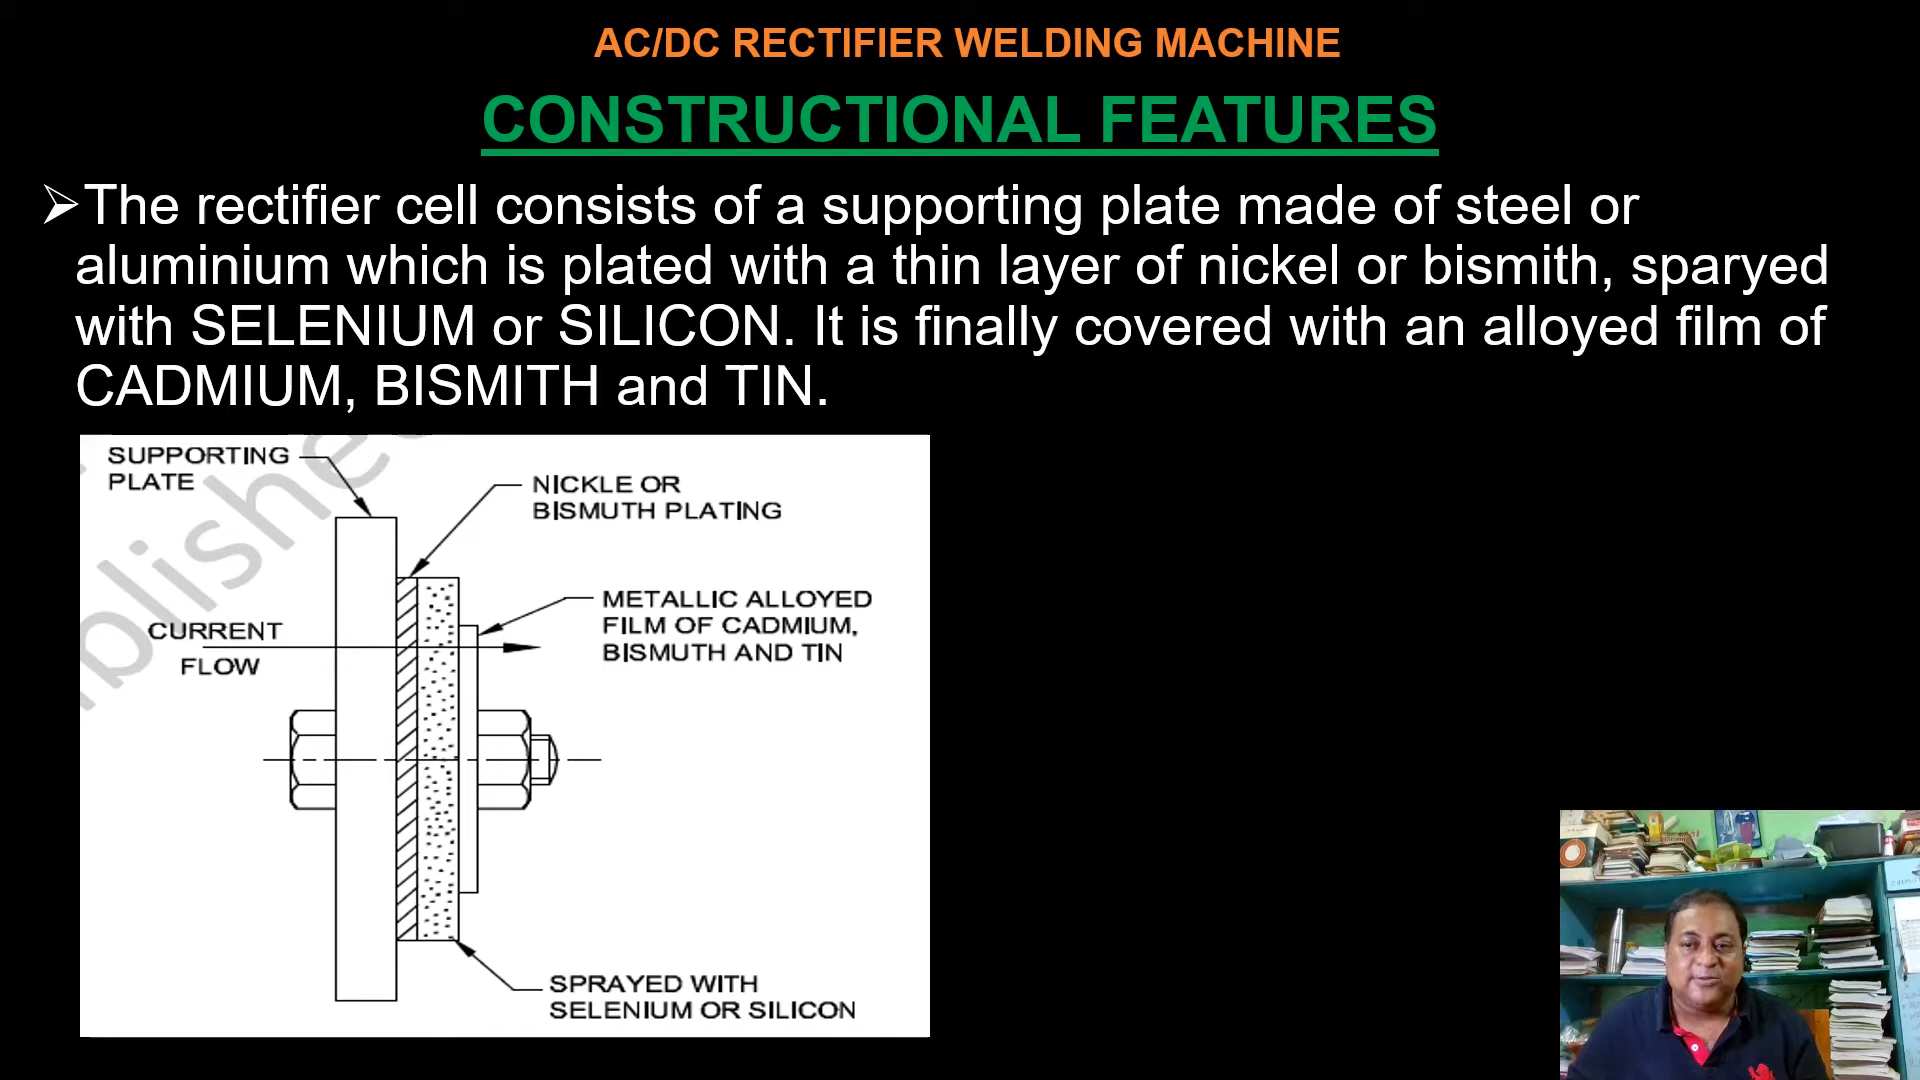 AC/DC RECTIFIER WELDING MACHINE
CONSTRUCTIONAL FEATURES
➢The rectifier cell consists of a supporting plate made of steel or
aluminium which is plated with a thin layer of nickel or bismith, sparyed
with SELENIUM or SILICON. It is finally covered with an alloyed film of
CADMIUM, BISMITH and TIN.
SUPPORTING
PLATE
NICKLE OR
BISMUTH PLATING
METALLIC ALLOYED
FILM OF CADMIUM,
BISMUTH AND TIN
CURRENT
FLOW
SPRAYED WITH
SELENIUM OR SILICON
blishe